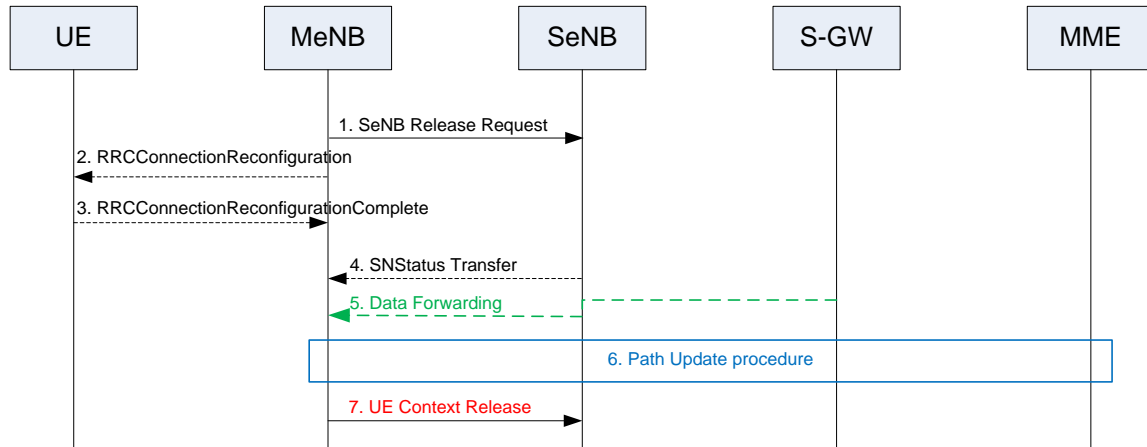 UE
MeNB
SeNB
S-GW
MME
1. SeNB Release Request
2. RRCConnectionReconfiguration
3. RRCConnectionReconfigurationComplete
4. SNStatus Transfer
5. Data Forwarding
6. Path Update procedure
7. UE Context Release